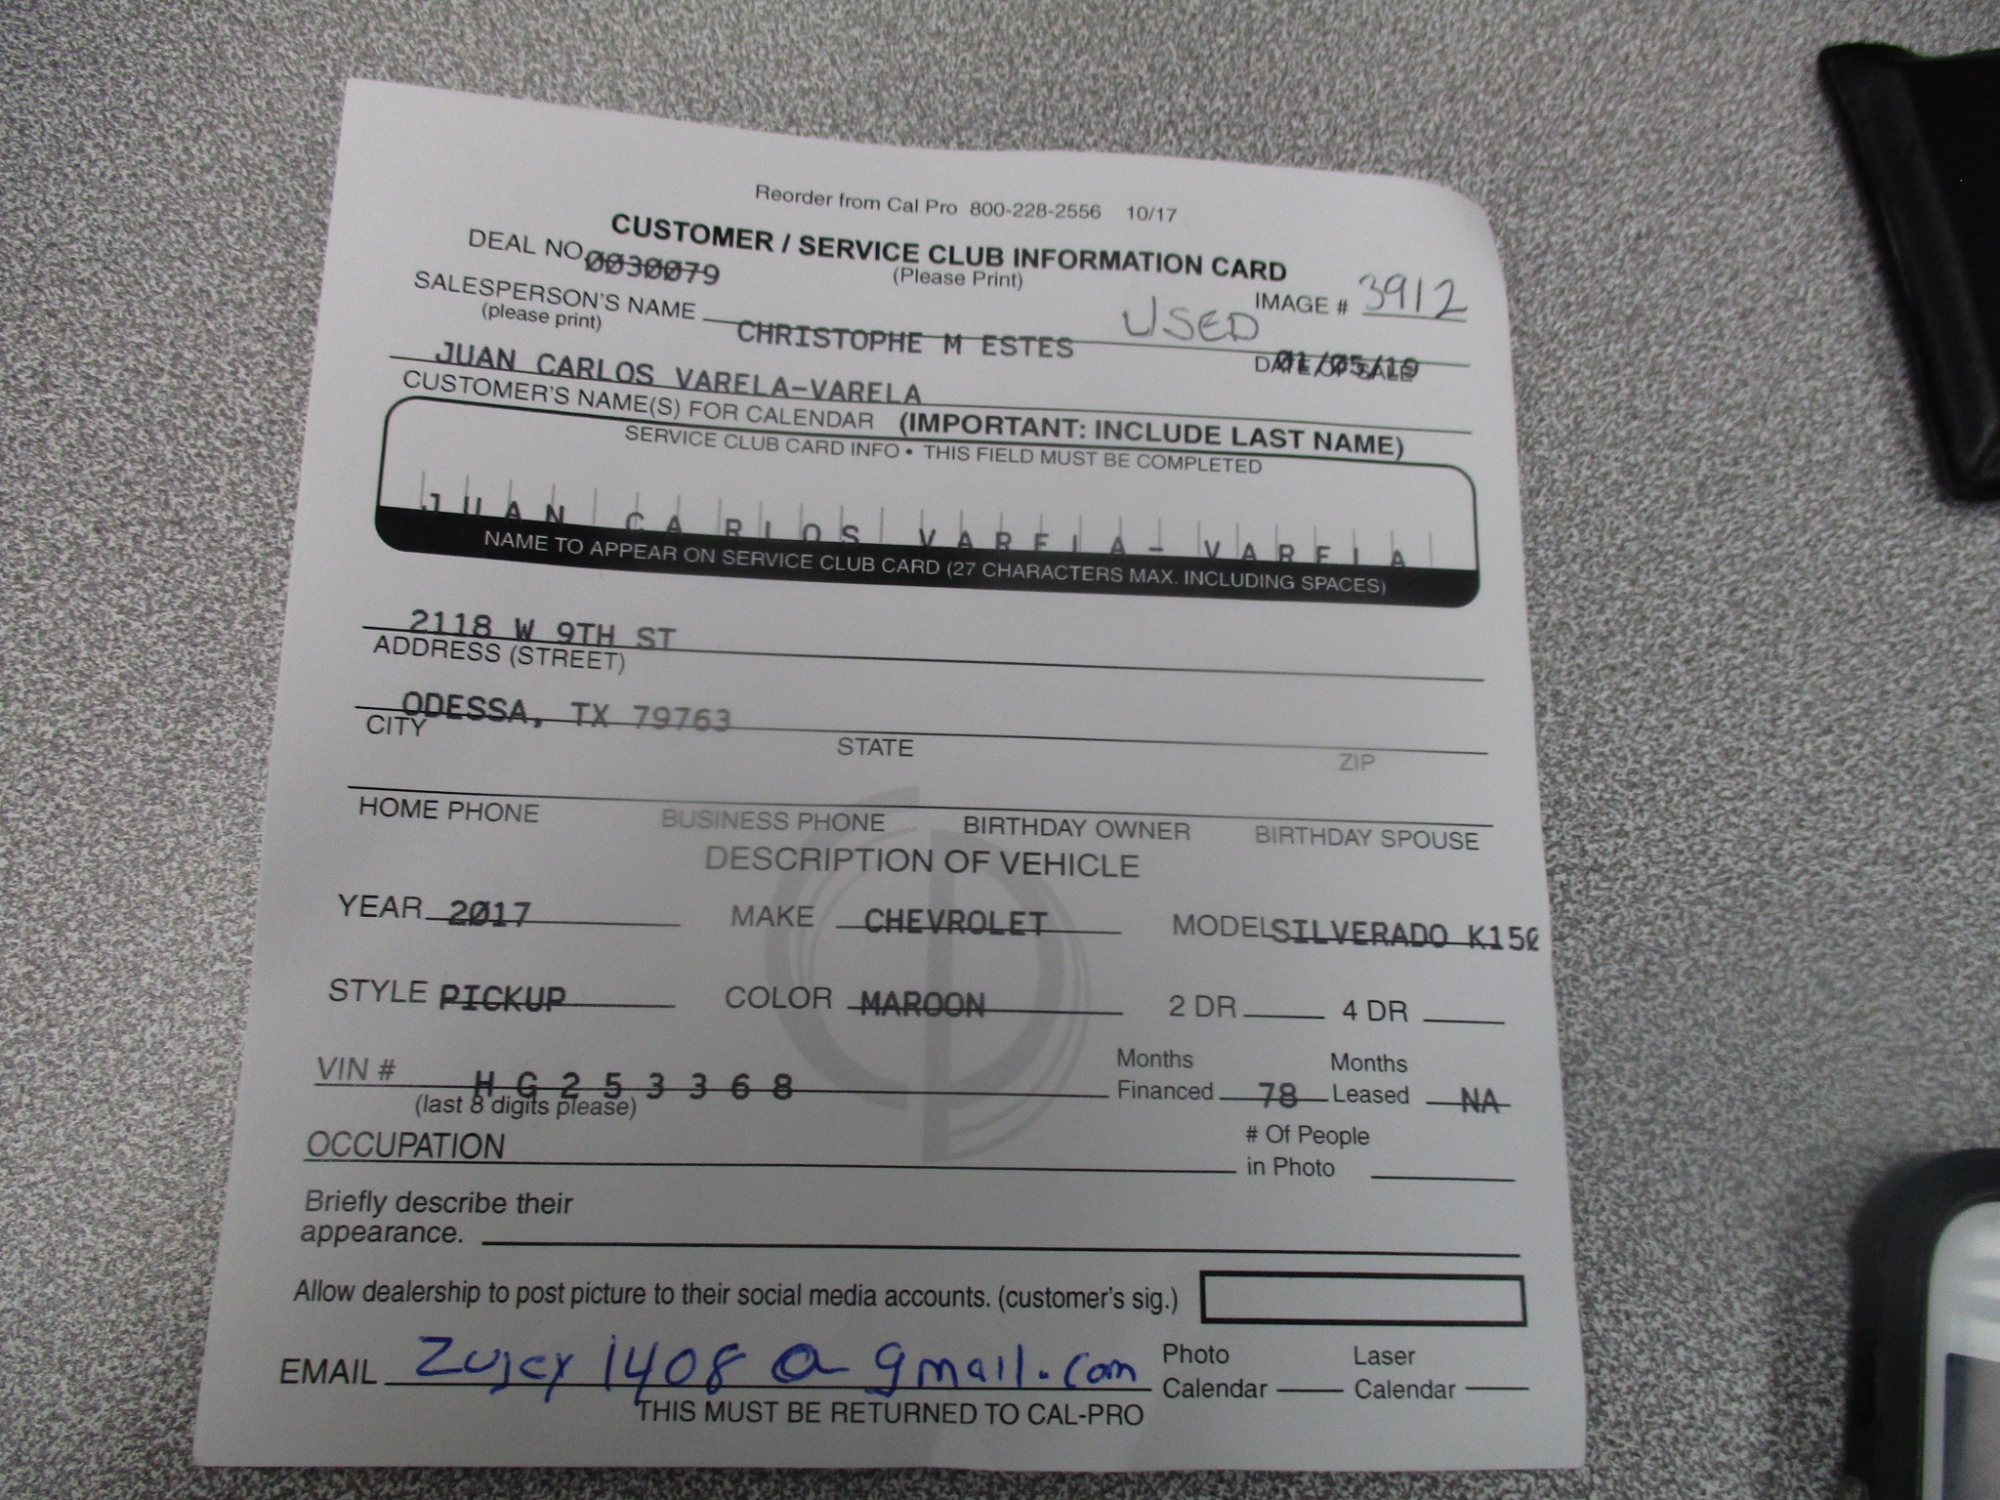 Reorder from Cal Pro 800-228-2556 10/17
CUSTOMER / SERVICE CLUB INFORMATION CARD
(Please Print)
DEAL NO. 0030079
IMAGE # 3912
SALESPERSON'S NAME CHRISTOPHE M ESTES USED
(please print)
DATE OF SALE 01/05/19
JUAN CARLOS VARELA-VARELA
CUSTOMER'S NAME(S) FOR CALENDAR (IMPORTANT: INCLUDE LAST NAME)
SERVICE CLUB CARD INFO • THIS FIELD MUST BE COMPLETED
JUAN CARLOS VARELA-VARELA
NAME TO APPEAR ON SERVICE CLUB CARD (27 CHARACTERS MAX. INCLUDING SPACES)
2118 W 9TH ST
ADDRESS (STREET)
ODESSA, TX 79763
CITY STATE ZIP
HOME PHONE BUSINESS PHONE BIRTHDAY OWNER BIRTHDAY SPOUSE
DESCRIPTION OF VEHICLE
YEAR 2017 MAKE CHEVROLET MODEL SILVERADO K150
STYLE PICKUP COLOR MAROON 2 DR 4 DR
VIN # HG253368 Months Financed 78 Months Leased NA
(last 8 digits please)
OCCUPATION # Of People in Photo
Briefly describe their
appearance.
Allow dealership to post picture to their social media accounts. (customer's sig.)
EMAIL @gmail.com Photo Calendar Laser Calendar
THIS MUST BE RETURNED TO CAL-PRO